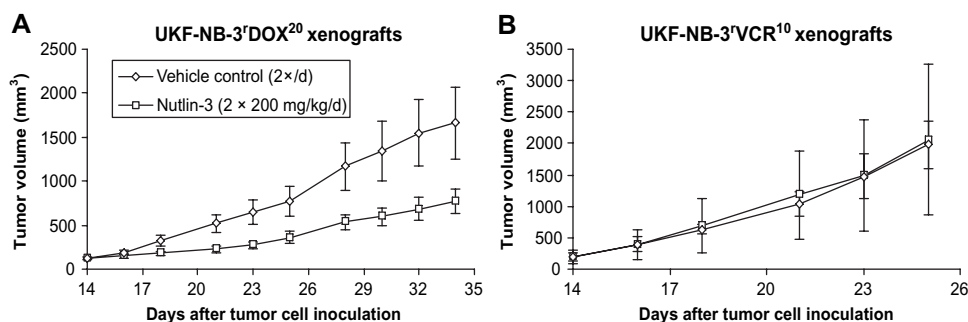 A
UKF-NB-3ʳDOX²⁰ xenografts
2500
2000
1500
1000
500
0
Tumor volume (mm³)
Vehicle control (2×/d)
Nutlin-3 (2 × 200 mg/kg/d)
14 17 20 23 26 29 32 35
Days after tumor cell inoculation
B
UKF-NB-3ʳVCR¹⁰ xenografts
3500
3000
2500
2000
1500
1000
500
0
Tumor volume (mm³)
14 17 20 23 26
Days after tumor cell inoculation